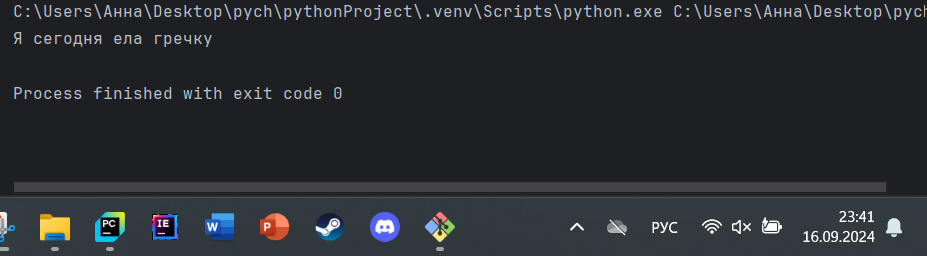 C:\Users\Анна\Desktop\pych\pythonProject\.venv\Scripts\python.exe C:\Users\Анна\Desktop\pych
Я сегодня ела гречку
Process finished with exit code 0
PC
IE
W
P
РУС
23:41
16.09.2024